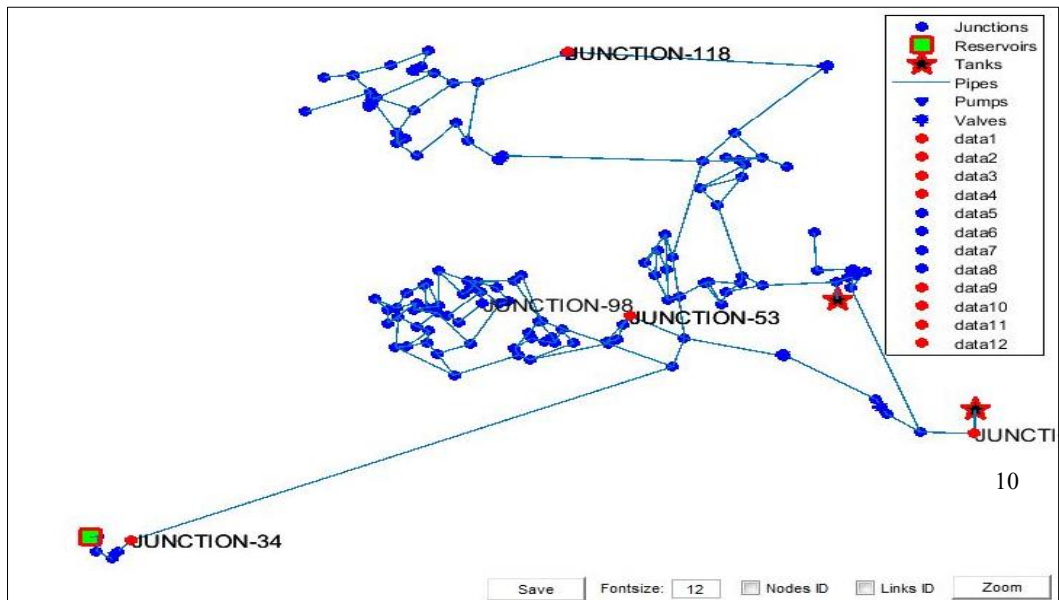 JUNCTION-118
Junctions
Reservoirs
Tanks
Pipes
Pumps
Valves
data1
data2
data3
data4
data5
data6
data7
data8
data9
data10
data11
data12
JUNCTION-98
JUNCTION-53
JUNCTI
10
JUNCTION-34
Save Fontsize: 12 Nodes ID Links ID Zoom